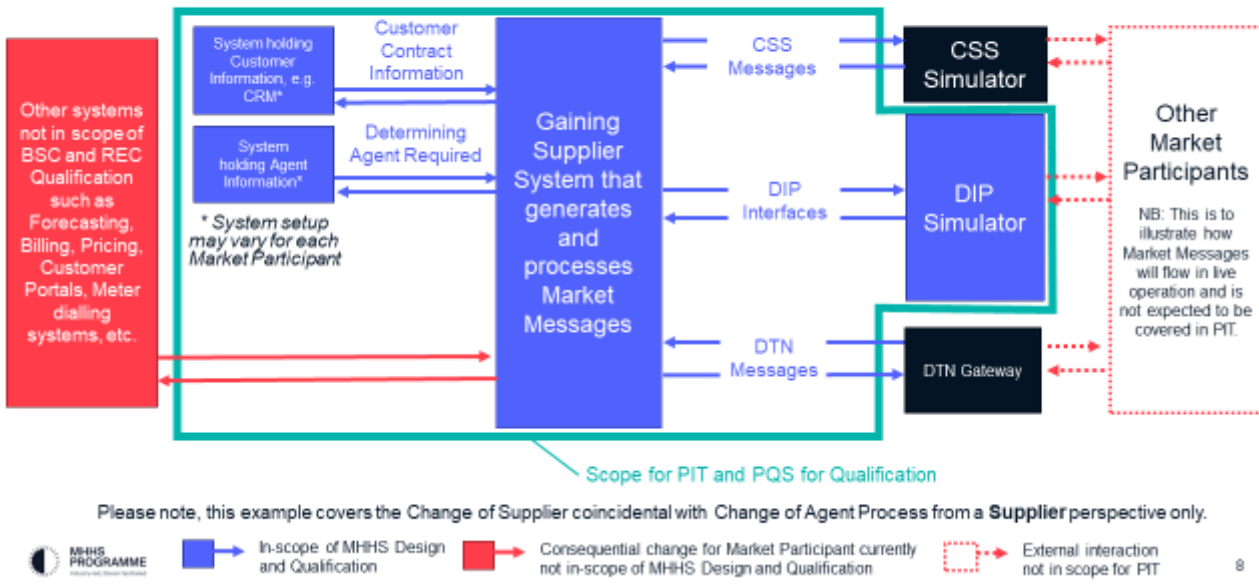 Other systems
not in scope of
BSC and REC
Qualification
such as
Forecasting,
Billing, Pricing,
Customer
Portals, Meter
dialling
systems, etc.
System holding
Customer
Information, e.g.
CRM*
Customer
Contract
Information
System
holding Agent
Information*
Determining
Agent Required
* System setup
may vary for each
Market Participant
Gaining
Supplier
System that
generates
and
processes
Market
Messages
CSS
Messages
DIP
Interfaces
DTN
Messages
CSS
Simulator
DIP
Simulator
DTN Gateway
Other
Market
Participants
NB: This is to
illustrate how
Market Messages
will flow in live
operation and is
not expected to be
covered in PIT.
Scope for PIT and PQS for Qualification
Please note, this example covers the Change of Supplier coincidental with Change of Agent Process from a Supplier perspective only.
MHHS
PROGRAMME
In-scope of MHHS Design
and Qualification
Consequential change for Market Participant currently
not in-scope of MHHS Design and Qualification
External interaction
not in scope for PIT
8